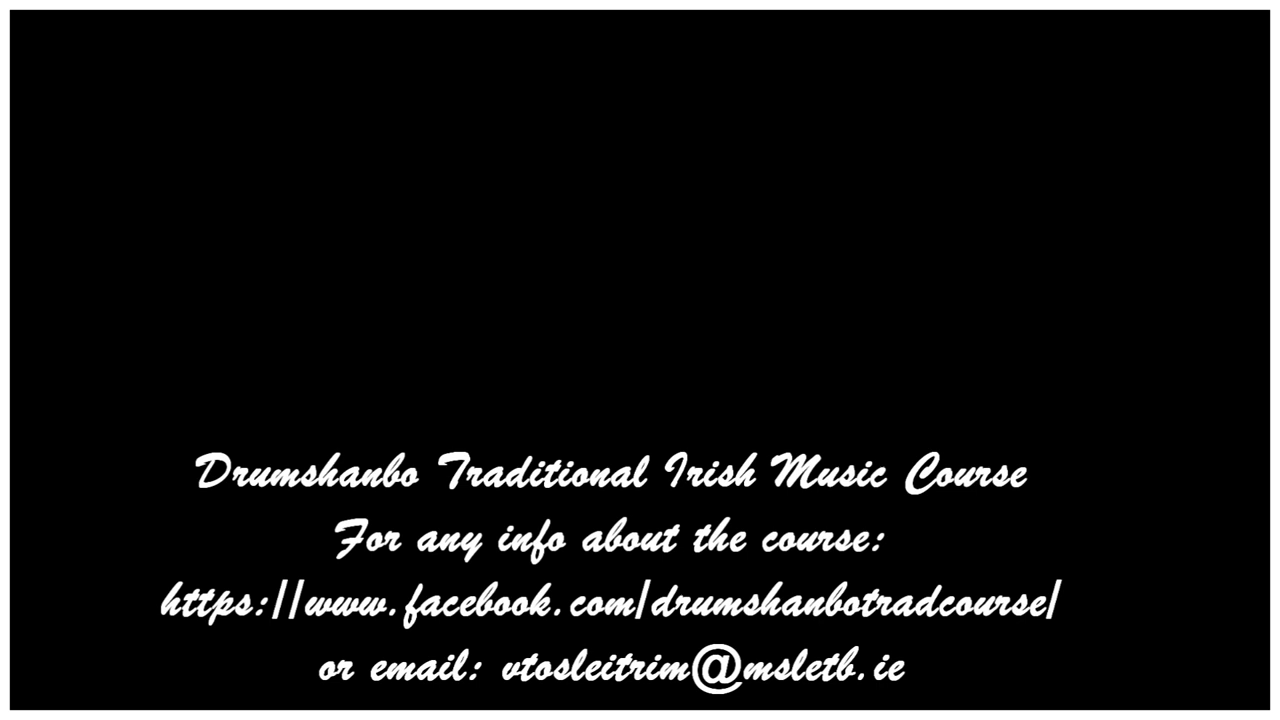 Drumshanbo Traditional Irish Music Course
For any info about the course:
https://www.facebook.com/drumshanbotradcourse/
or email: vtosleitrim@msletb.ie